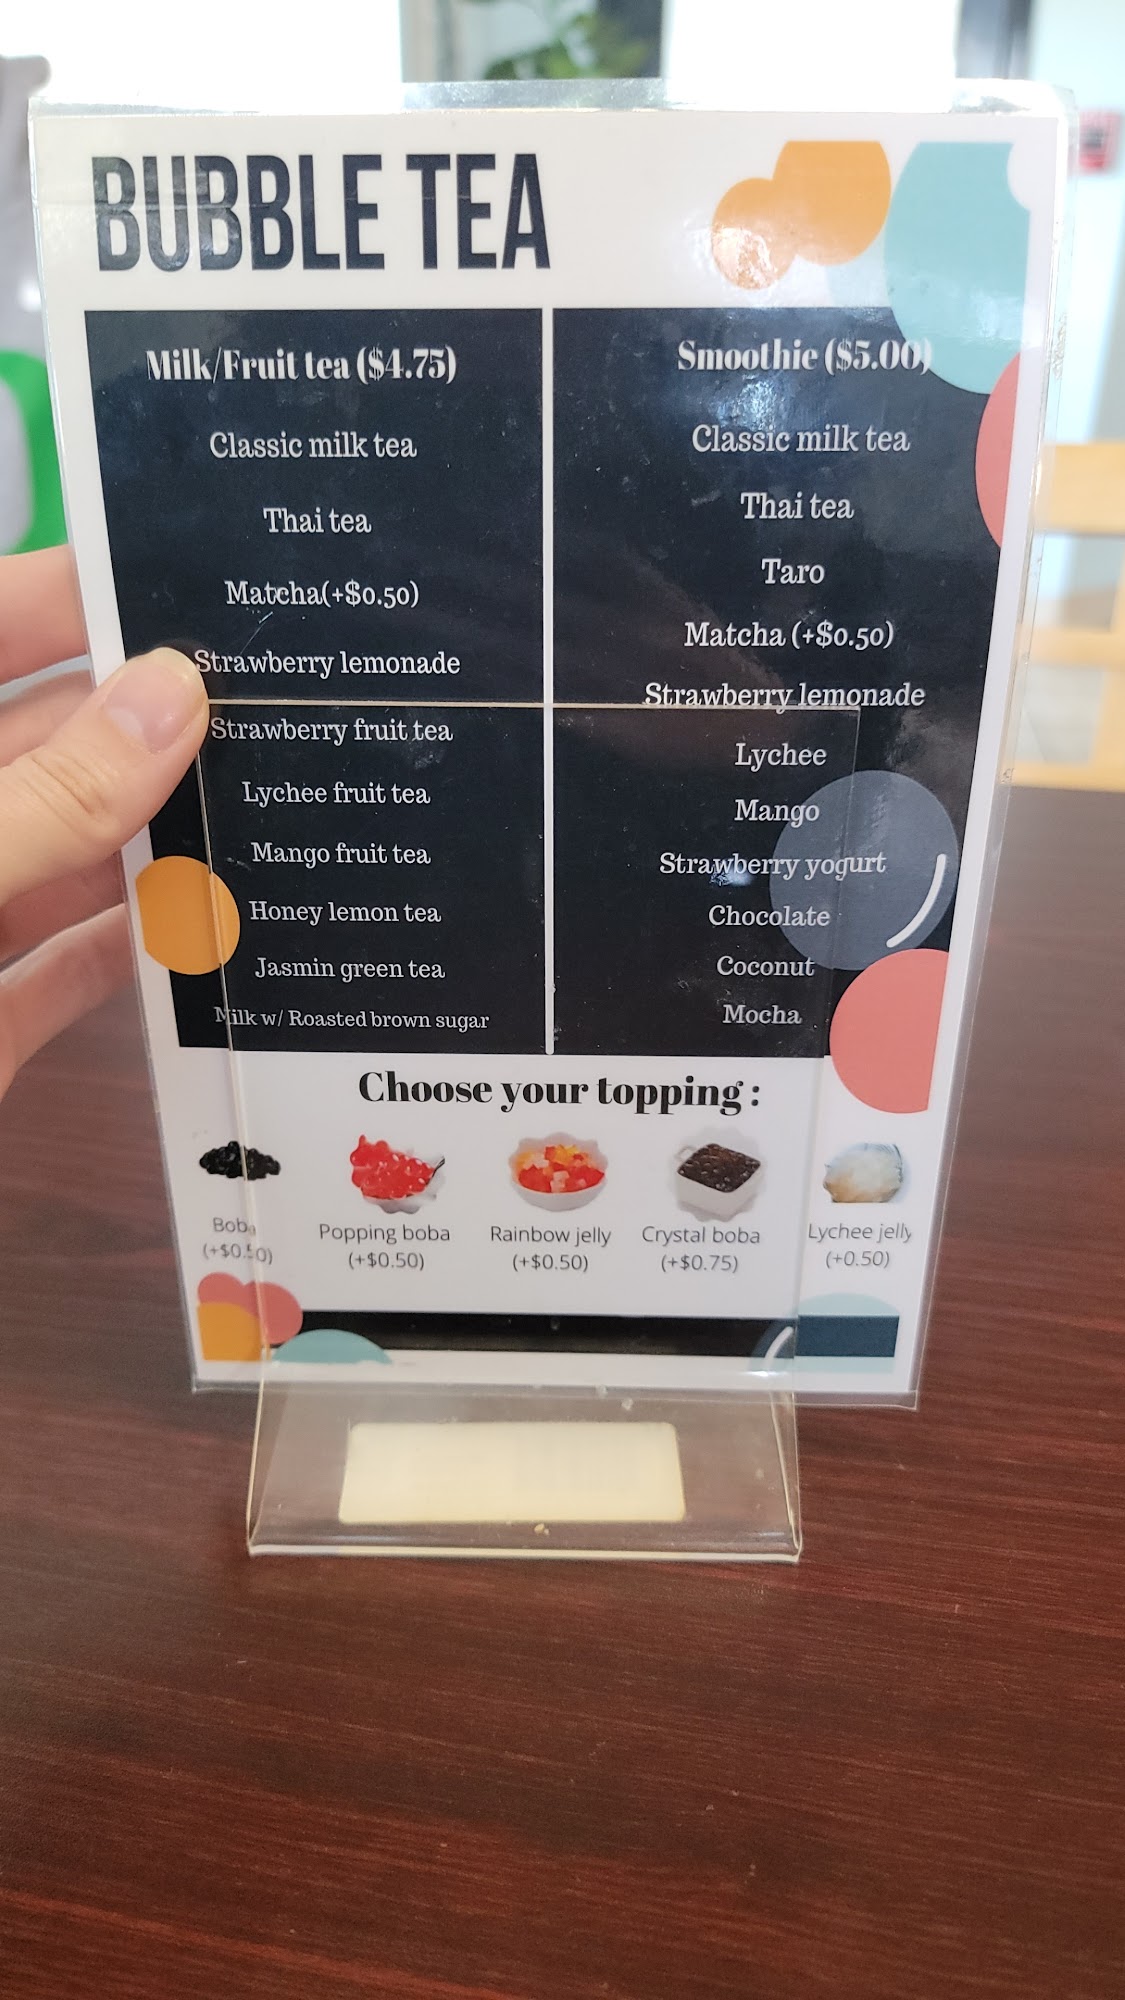 BUBBLE TEA
Milk/Fruit tea ($4.75)
Classic milk tea
Thai tea
Matcha(+$0.50)
Strawberry lemonade
Strawberry fruit tea
Lychee fruit tea
Mango fruit tea
Honey lemon tea
Jasmin green tea
Milk w/ Roasted brown sugar
Smoothie ($5.00)
Classic milk tea
Thai tea
Taro
Matcha (+$0.50)
Strawberry lemonade
Lychee
Mango
Strawberry yogurt
Chocolate
Coconut
Mocha
Choose your topping :
Boba
(+$0.50)
Popping boba
(+$0.50)
Rainbow jelly
(+$0.50)
Crystal boba
(+$0.75)
Lychee jelly
(+0.50)